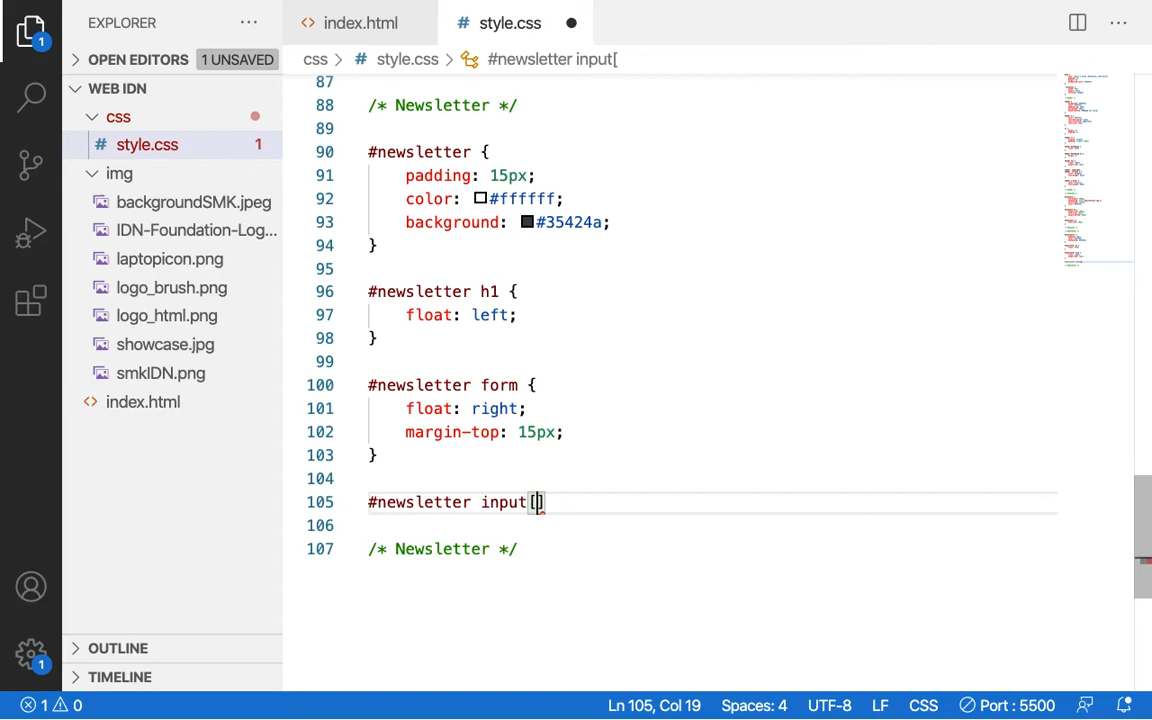 EXPLORER ···
index.html
# style.css ●
OPEN EDITORS 1 UNSAVED
css > # style.css > #newsletter input[
WEB IDN
css
# style.css 1
img
backgroundSMK.jpeg
IDN-Foundation-Log...
laptopicon.png
logo_brush.png
logo_html.png
showcase.jpg
smkIDN.png
index.html
OUTLINE
TIMELINE
87
88 /* Newsletter */
89
90 #newsletter {
91 padding: 15px;
92 color: #ffffff;
93 background: #35424a;
94 }
95
96 #newsletter h1 {
97 float: left;
98 }
99
100 #newsletter form {
101 float: right;
102 margin-top: 15px;
103 }
104
105 #newsletter input[]
106
107 /* Newsletter */
1
1
1 0 Ln 105, Col 19 Spaces: 4 UTF-8 LF CSS Port : 5500